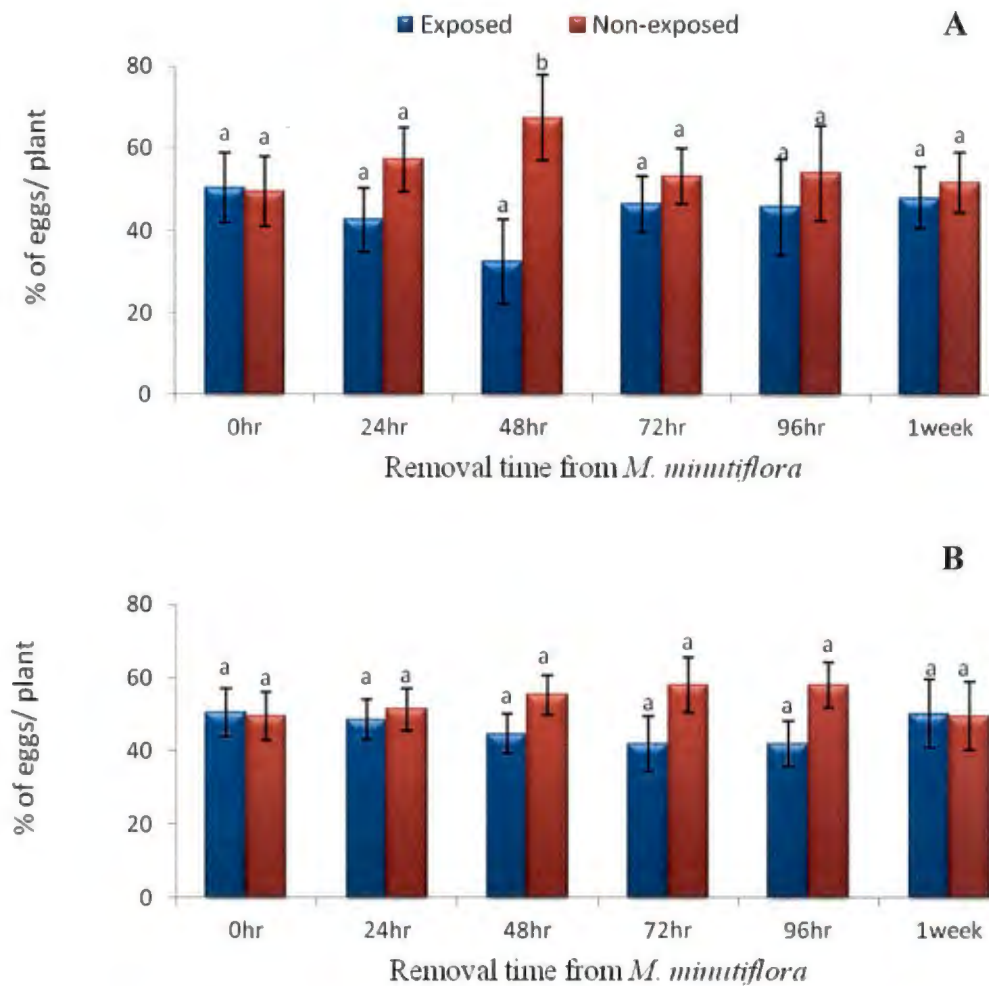 Exposed Non-exposed A
80
60
40
20
0
% of eggs/ plant
a a a a a b a a a a a a
0hr 24hr 48hr 72hr 96hr 1week
Removal time from M. minutiflora
B
80
60
40
20
0
% of eggs/ plant
a a a a a a a a a a a a
0hr 24hr 48hr 72hr 96hr 1week
Removal time from M. minutiflora